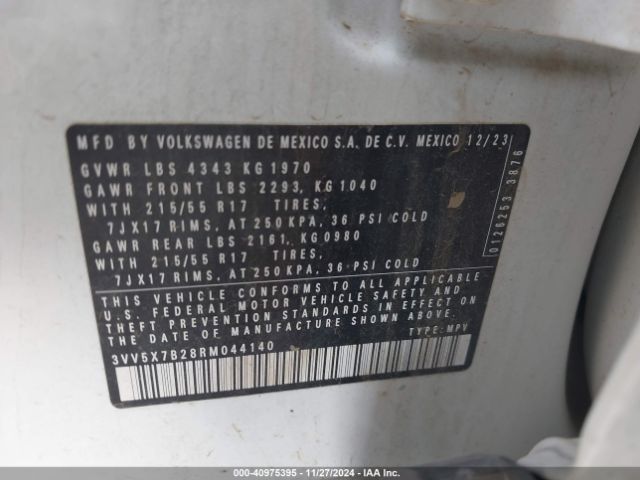 MFD BY VOLKSWAGEN DE MEXICO S.A. DE C.V. MEXICO 12/23
GVWR LBS 4343 KG 1970
GAWR FRONT LBS 2293, KG 1040
WITH 215/55 R17 TIRES,
7JX17 RIMS, AT 250 KPA, 36 PSI COLD
GAWR REAR LBS 2161, KG 0980
WITH 215/55 R17 TIRES,
7JX17 RIMS, AT 250 KPA, 36 PSI COLD
THIS VEHICLE CONFORMS TO ALL APPLICABLE
U.S. FEDERAL MOTOR VEHICLE SAFETY AND
THEFT PREVENTION STANDARDS IN EFFECT ON
THE DATE OF MANUFACTURE SHOWN ABOVE.
3VV5X7B28RM044140 TYPE: MPV
0126253 3876
000-40975395 - 11/27/2024 - IAA Inc.